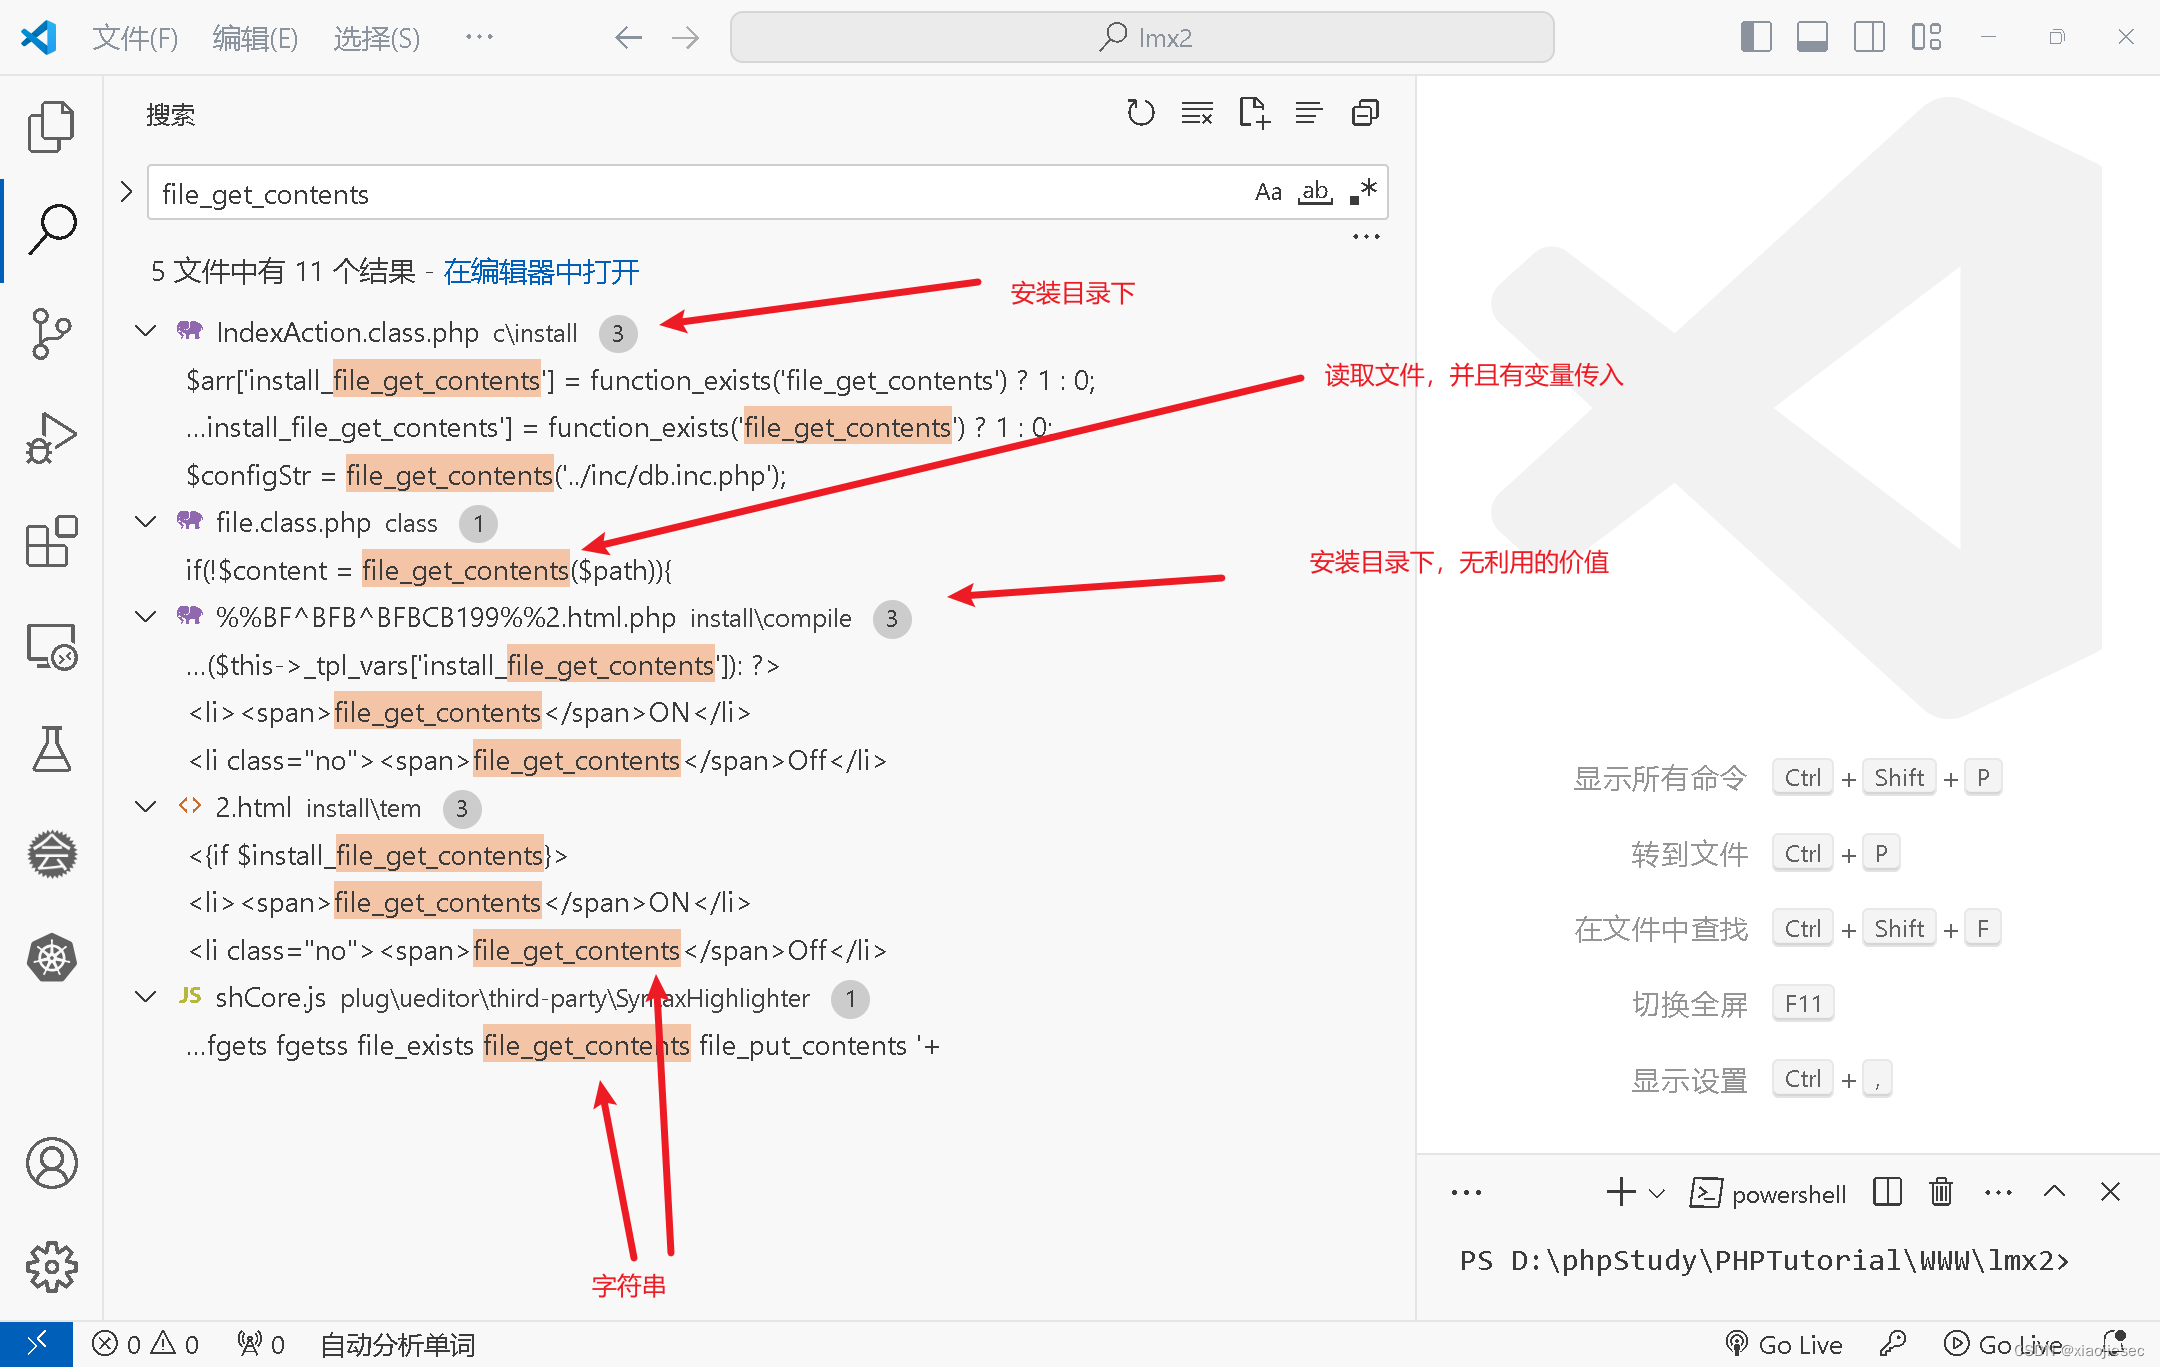 文件(F) 编辑(E) 选择(S) ··· lmx2
搜索
file_get_contents Aa ab .*
···
5 文件中有 11 个结果 - 在编辑器中打开
安装目录下
IndexAction.class.php c\install 3
$arr['install_file_get_contents'] = function_exists('file_get_contents') ? 1 : 0;
读取文件，并且有变量传入
...install_file_get_contents'] = function_exists('file_get_contents') ? 1 : 0;
$configStr = file_get_contents('../inc/db.inc.php');
file.class.php class 1
if(!$content = file_get_contents($path)){
安装目录下，无利用的价值
%%BF^BFB^BFBCB199%%2.html.php install\compile 3
...($this->_tpl_vars['install_file_get_contents']): ?>
<li><span>file_get_contents</span>ON</li>
<li class="no"><span>file_get_contents</span>Off</li>
2.html install\tem 3
<{if $install_file_get_contents}>
<li><span>file_get_contents</span>ON</li>
<li class="no"><span>file_get_contents</span>Off</li>
JS shCore.js plug\ueditor\third-party\SyntaxHighlighter 1
...fgets fgetss file_exists file_get_contents file_put_contents '+
字符串
显示所有命令 Ctrl + Shift + P
转到文件 Ctrl + P
在文件中查找 Ctrl + Shift + F
切换全屏 F11
显示设置 Ctrl + ,
··· powershell ···
PS D:\phpStudy\PHPTutorial\WWW\lmx2>
0 0 0 自动分析单词 Go Live Go Live
CSDN @xiaojiesec